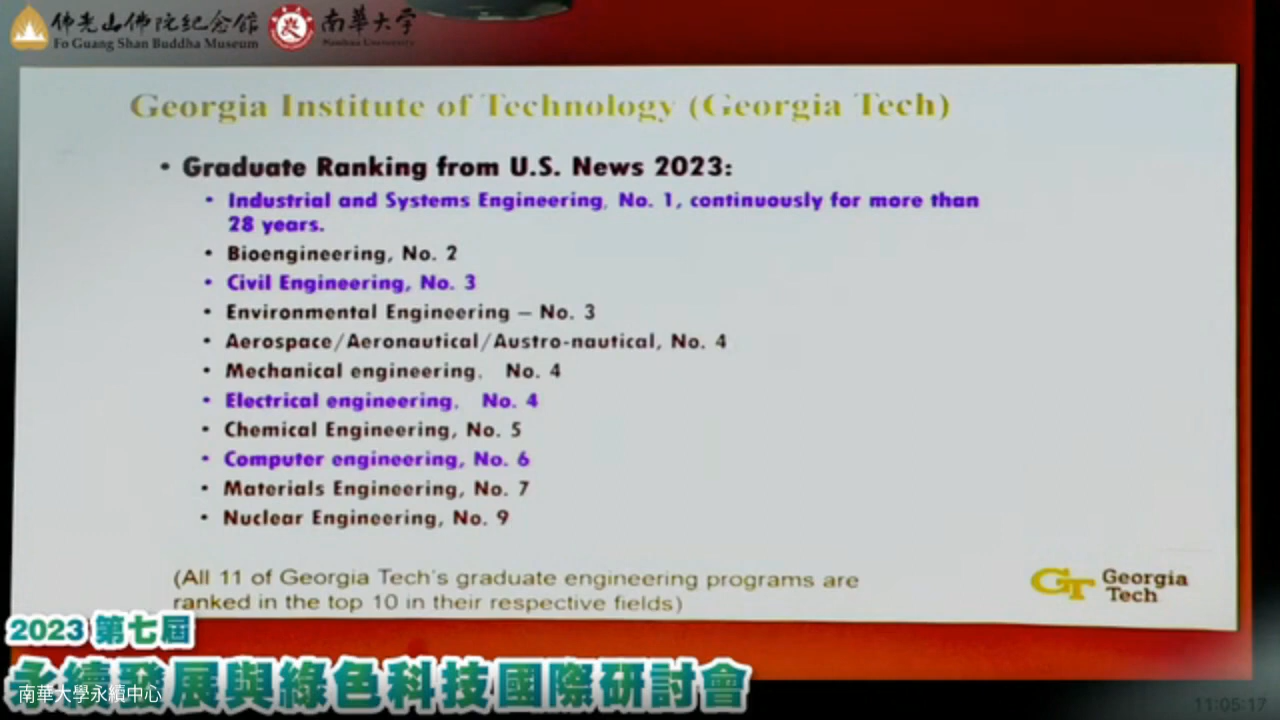 佛光山佛陀紀念館
Fo Guang Shan Buddha Museum
南華大學
Nanhua University
Georgia Institute of Technology (Georgia Tech)
• Graduate Ranking from U.S. News 2023:
• Industrial and Systems Engineering, No. 1, continuously for more than
28 years.
• Bioengineering, No. 2
• Civil Engineering, No. 3
• Environmental Engineering – No. 3
• Aerospace/Aeronautical/Austro-nautical, No. 4
• Mechanical engineering, No. 4
• Electrical engineering, No. 4
• Chemical Engineering, No. 5
• Computer engineering, No. 6
• Materials Engineering, No. 7
• Nuclear Engineering, No. 9
(All 11 of Georgia Tech's graduate engineering programs are
ranked in the top 10 in their respective fields)
GT Georgia
Tech
2023 第七屆
永續發展與綠色科技國際研討會
南華大學永續中心
11:05:17